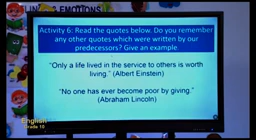 EMOTIONS
Activity 6: Read the quotes below. Do you remember
any other quotes which were written by our
predecessors? Give an example
“Only a life lived in the service to others is worth
living.” (Albert Einstein)
“No one has ever become poor by giving.”
(Abraham Lincoln)
English
Grade 10